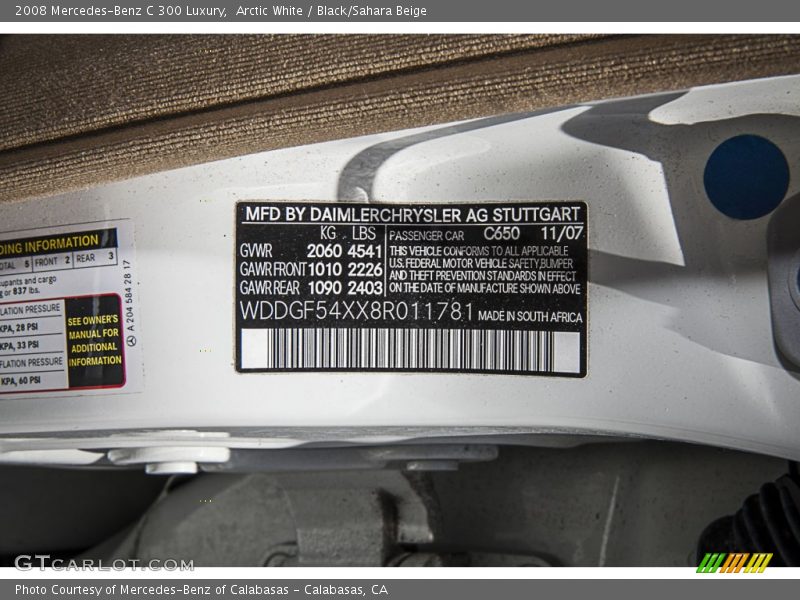 2008 Mercedes-Benz C 300 Luxury, Arctic White / Black/Sahara Beige
MFD BY DAIMLERCHRYSLER AG STUTTGART
KG LBS
GVWR 2060 4541
GAWR FRONT 1010 2226
GAWR REAR 1090 2403
PASSENGER CAR C650 11/07
THIS VEHICLE CONFORMS TO ALL APPLICABLE
U.S. FEDERAL MOTOR VEHICLE SAFETY, BUMPER
AND THEFT PREVENTION STANDARDS IN EFFECT
ON THE DATE OF MANUFACTURE SHOWN ABOVE
WDDGF54XX8R011781 MADE IN SOUTH AFRICA
DING INFORMATION
OTAL 5 FRONT 2 REAR 3
cupants and cargo
g or 837 lbs.
FLATION PRESSURE
KPA, 28 PSI
KPA, 33 PSI
FLATION PRESSURE
KPA, 60 PSI
SEE OWNER'S
MANUAL FOR
ADDITIONAL
INFORMATION
A 204 584 28 17
GTCARLOT.COM
Photo Courtesy of Mercedes-Benz of Calabasas - Calabasas, CA